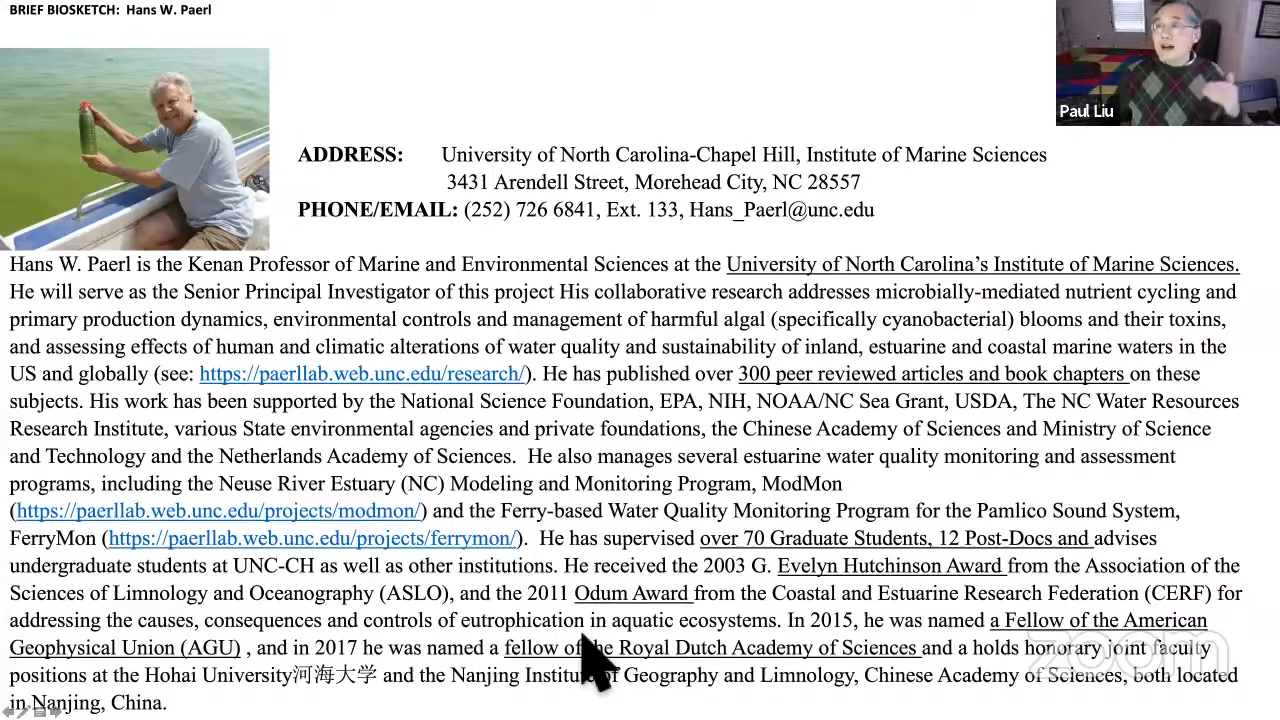 BRIEF BIOSKETCH: Hans W. Paerl
Paul Liu
ADDRESS: University of North Carolina-Chapel Hill, Institute of Marine Sciences
3431 Arendell Street, Morehead City, NC 28557
PHONE/EMAIL: (252) 726 6841, Ext. 133, Hans_Paerl@unc.edu
Hans W. Paerl is the Kenan Professor of Marine and Environmental Sciences at the University of North Carolina's Institute of Marine Sciences.
He will serve as the Senior Principal Investigator of this project His collaborative research addresses microbially-mediated nutrient cycling and
primary production dynamics, environmental controls and management of harmful algal (specifically cyanobacterial) blooms and their toxins,
and assessing effects of human and climatic alterations of water quality and sustainability of inland, estuarine and coastal marine waters in the
US and globally (see: https://paerllab.web.unc.edu/research/). He has published over 300 peer reviewed articles and book chapters on these
subjects. His work has been supported by the National Science Foundation, EPA, NIH, NOAA/NC Sea Grant, USDA, The NC Water Resources
Research Institute, various State environmental agencies and private foundations, the Chinese Academy of Sciences and Ministry of Science
and Technology and the Netherlands Academy of Sciences. He also manages several estuarine water quality monitoring and assessment
programs, including the Neuse River Estuary (NC) Modeling and Monitoring Program, ModMon
(https://paerllab.web.unc.edu/projects/modmon/) and the Ferry-based Water Quality Monitoring Program for the Pamlico Sound System,
FerryMon (https://paerllab.web.unc.edu/projects/ferrymon/). He has supervised over 70 Graduate Students, 12 Post-Docs and advises
undergraduate students at UNC-CH as well as other institutions. He received the 2003 G. Evelyn Hutchinson Award from the Association of the
Sciences of Limnology and Oceanography (ASLO), and the 2011 Odum Award from the Coastal and Estuarine Research Federation (CERF) for
addressing the causes, consequences and controls of eutrophication in aquatic ecosystems. In 2015, he was named a Fellow of the American
Geophysical Union (AGU) , and in 2017 he was named a fellow of the Royal Dutch Academy of Sciences and a holds honorary joint faculty
positions at the Hohai University河海大学 and the Nanjing Institute of Geography and Limnology, Chinese Academy of Sciences, both located
in Nanjing, China.
zoom